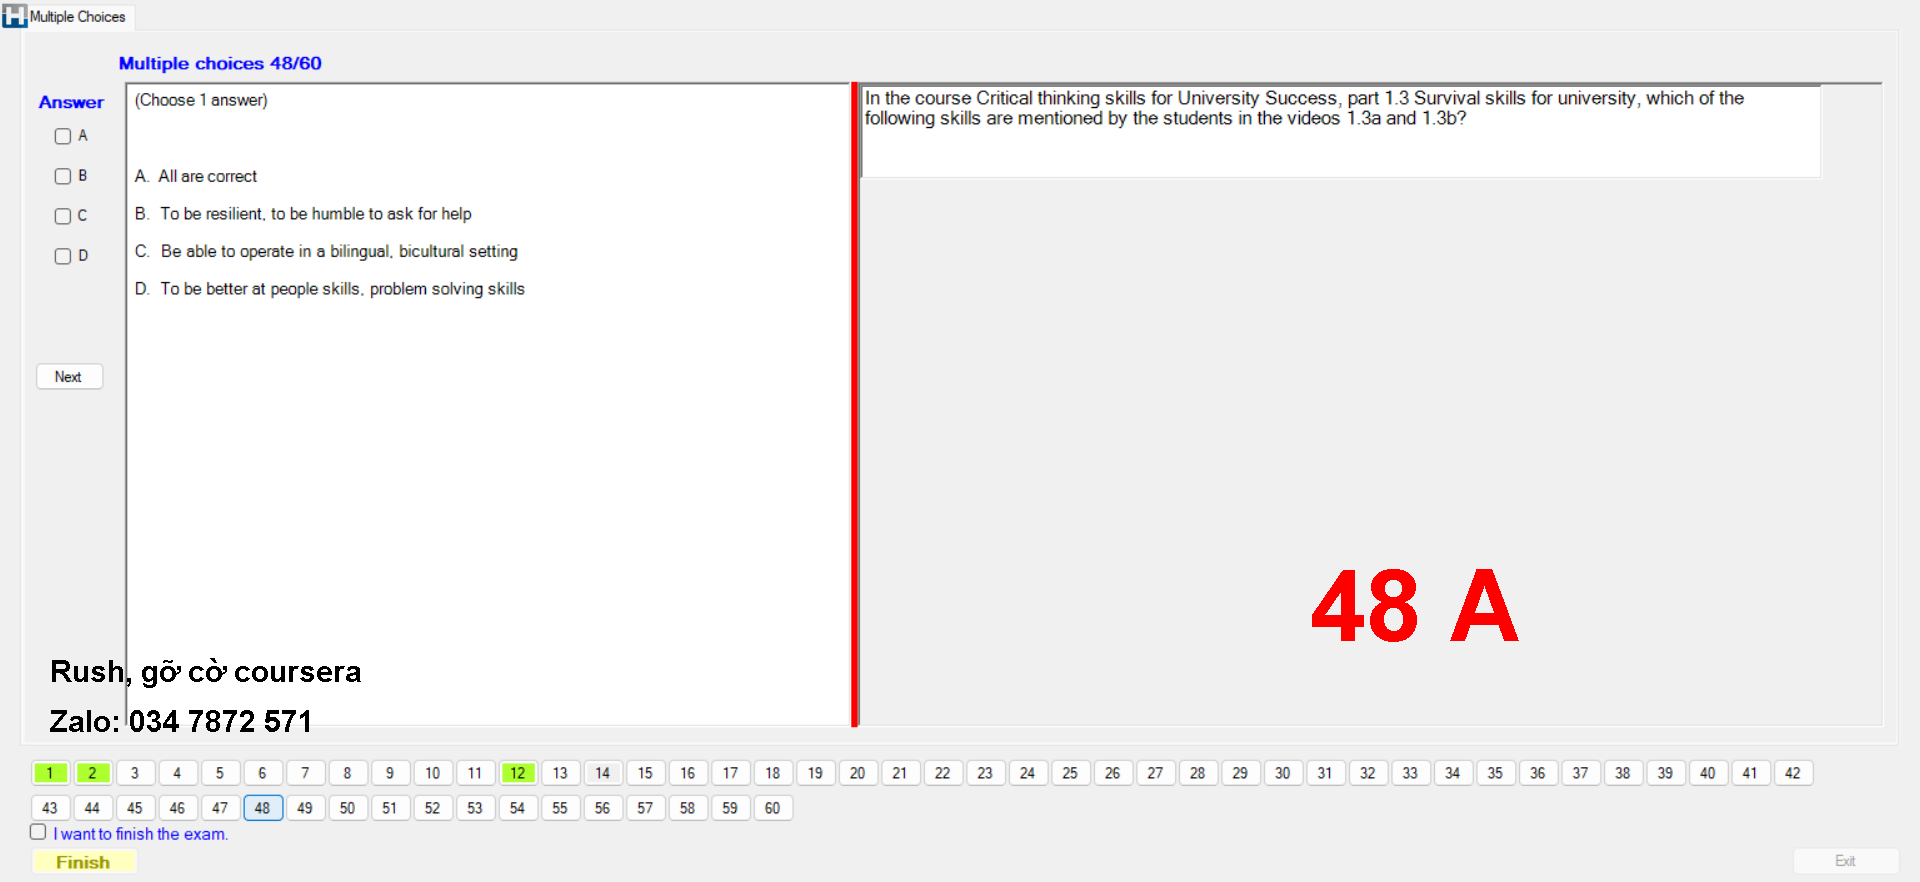 Multiple Choices
Multiple choices 48/60
Answer
A
B
C
D
Next
(Choose 1 answer)
A. All are correct
B. To be resilient, to be humble to ask for help
C. Be able to operate in a bilingual, bicultural setting
D. To be better at people skills, problem solving skills
In the course Critical thinking skills for University Success, part 1.3 Survival skills for university, which of the
following skills are mentioned by the students in the videos 1.3a and 1.3b?
48 A
Rush, gỡ cờ coursera
Zalo: 034 7872 571
1 2 3 4 5 6 7 8 9 10 11 12 13 14 15 16 17 18 19 20 21 22 23 24 25 26 27 28 29 30 31 32 33 34 35 36 37 38 39 40 41 42
43 44 45 46 47 48 49 50 51 52 53 54 55 56 57 58 59 60
I want to finish the exam.
Finish
Exit